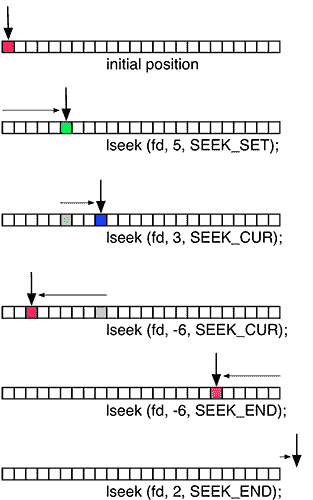 initial position
lseek (fd, 5, SEEK_SET);
lseek (fd, 3, SEEK_CUR);
lseek (fd, -6, SEEK_CUR);
lseek (fd, -6, SEEK_END);
lseek (fd, 2, SEEK_END);